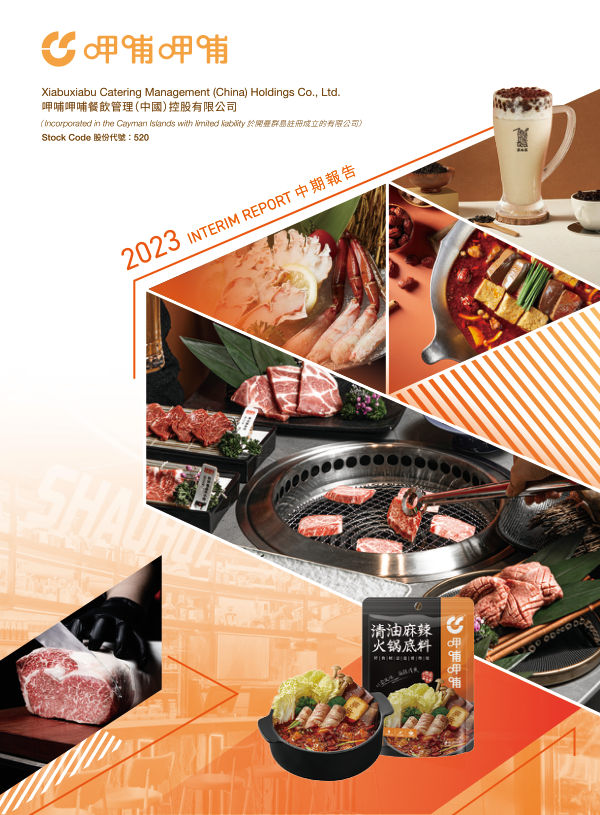 呷哺呷哺
Xiabuxiabu Catering Management (China) Holdings Co., Ltd.
呷哺呷哺餐飲管理(中國)控股有限公司
(Incorporated in the Cayman Islands with limited liability 於開曼群島註冊成立的有限公司)
Stock Code 股份代號：520
2023 INTERIM REPORT 中期報告
SHAOHOT
清油麻辣
火锅底料
呷哺呷哺